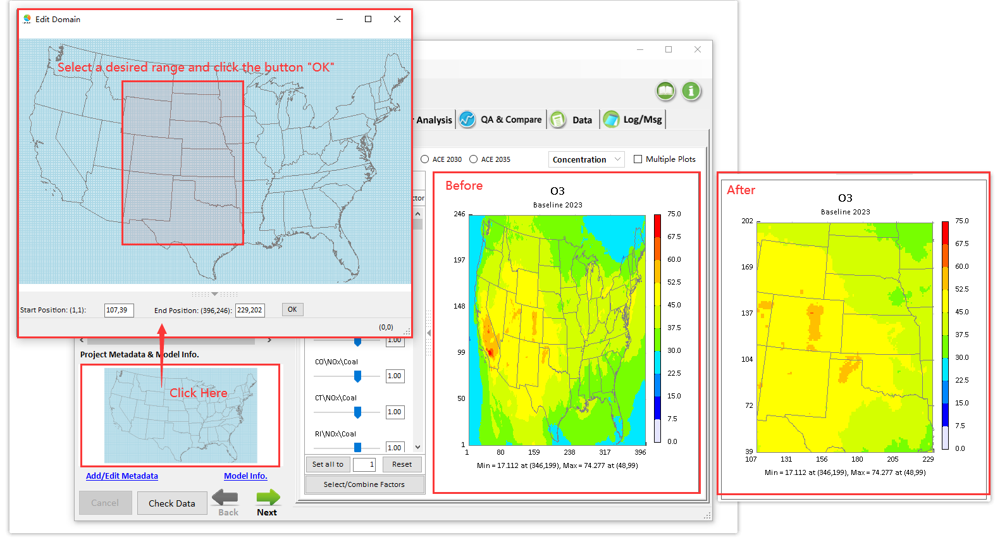 Edit Domain
Select a desired range and click the button "OK"
Start Position: (1,1):
107,39
End Position: (396,246):
229,202
OK
(0,0)
Analysis
QA & Compare
Data
Log/Msg
ACE 2030
ACE 2035
Concentration
Multiple Plots
ctor
1.00
CO\NOx\Coal
1.00
CT\NOx\Coal
1.00
RI\NOx\Coal
1.00
Set all to
1
Reset
Select/Combine Factors
Project Metadata & Model Info.
Click Here
Add/Edit Metadata
Model Info.
Cancel
Check Data
Back
Next
Before
O3
Baseline 2023
246
197
148
99
50
1
1
80
159
238
317
396
75.0
67.5
60.0
52.5
45.0
37.5
30.0
22.5
15.0
7.5
0.0
Min = 17.112 at (346,199), Max = 74.277 at (48,99)
After
O3
Baseline 2023
202
169
137
104
72
39
107
131
156
180
205
229
75.0
67.5
60.0
52.5
45.0
37.5
30.0
22.5
15.0
7.5
0.0
Min = 17.112 at (346,199), Max = 74.277 at (48,99)